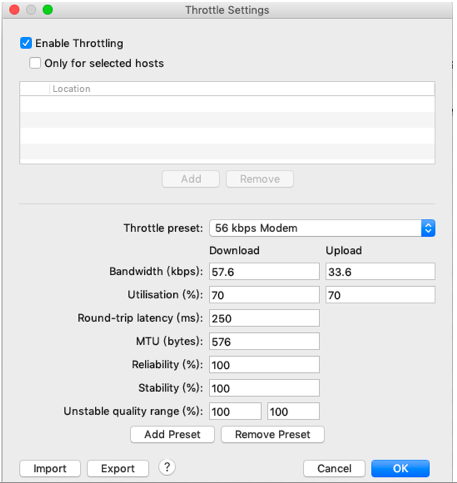 Throttle Settings
Enable Throttling
Only for selected hosts
Location
Add Remove
Throttle preset: 56 kbps Modem
Download Upload
Bandwidth (kbps): 57.6 33.6
Utilisation (%): 70 70
Round-trip latency (ms): 250
MTU (bytes): 576
Reliability (%): 100
Stability (%): 100
Unstable quality range (%): 100 100
Add Preset Remove Preset
Import Export ? Cancel OK